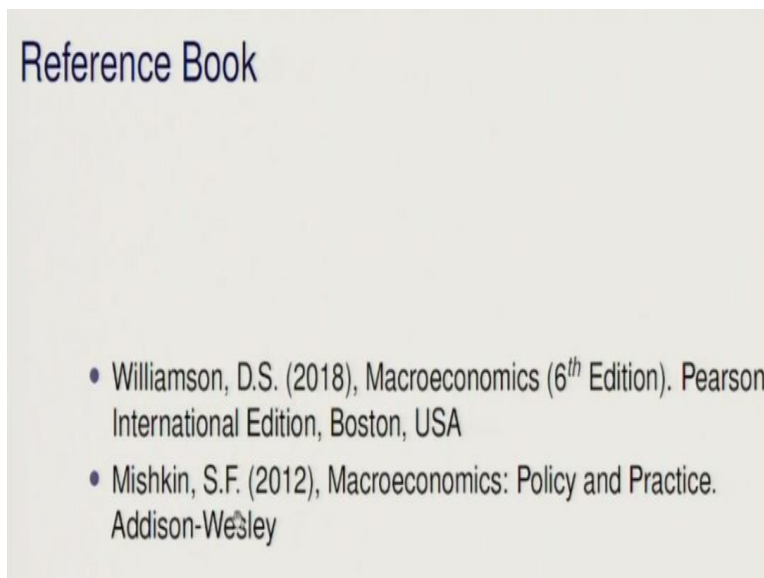 Reference Book
Williamson, D.S. (2018), Macroeconomics (6th Edition). Pearson
International Edition, Boston, USA
Mishkin, S.F. (2012), Macroeconomics: Policy and Practice.
Addison-Wesley